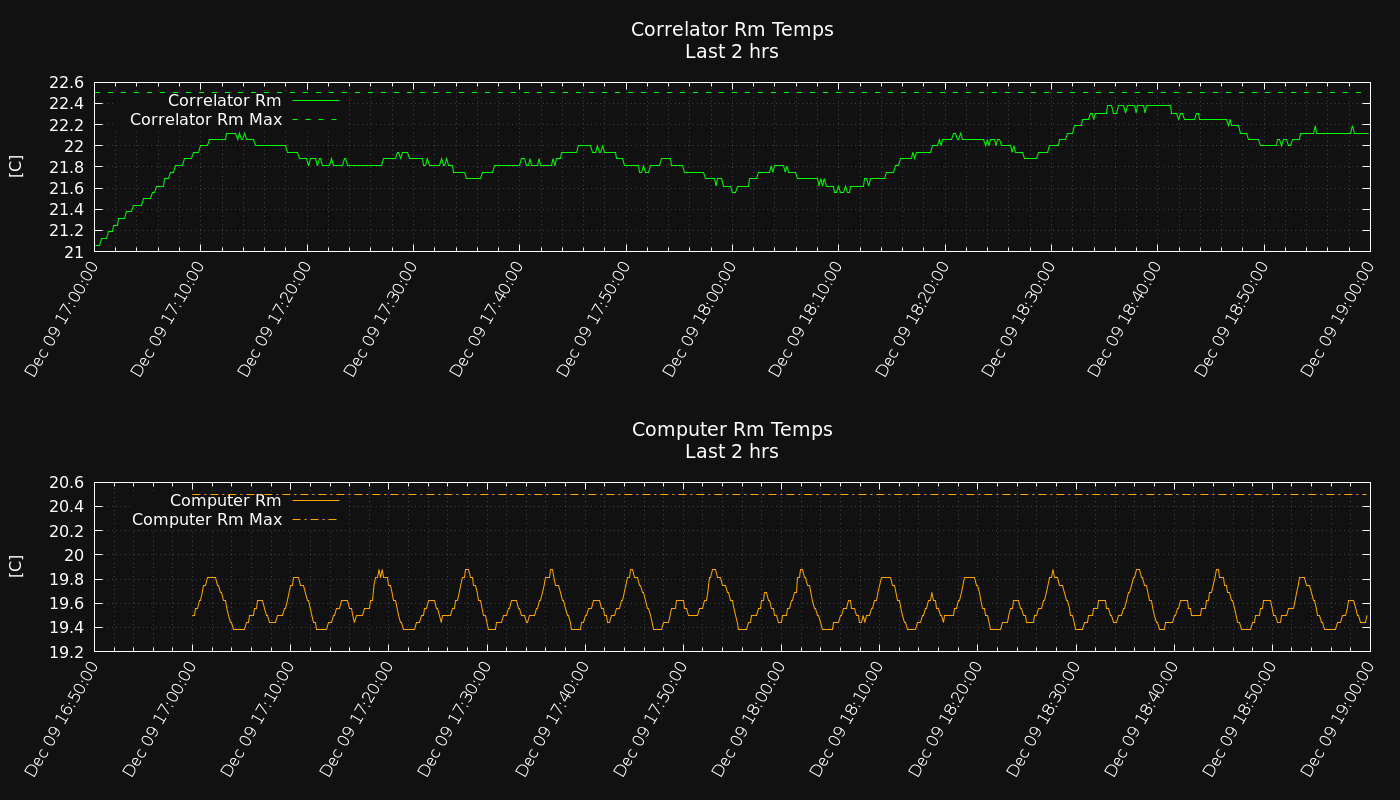 Correlator Rm Temps
Last 2 hrs
22.6
22.4
22.2
22
21.8
21.6
21.4
21.2
21
[C]
Correlator Rm
Correlator Rm Max
Dec 09 17:00:00
Dec 09 17:10:00
Dec 09 17:20:00
Dec 09 17:30:00
Dec 09 17:40:00
Dec 09 17:50:00
Dec 09 18:00:00
Dec 09 18:10:00
Dec 09 18:20:00
Dec 09 18:30:00
Dec 09 18:40:00
Dec 09 18:50:00
Dec 09 19:00:00
Computer Rm Temps
Last 2 hrs
20.6
20.4
20.2
20
19.8
19.6
19.4
19.2
[C]
Computer Rm
Computer Rm Max
Dec 09 16:50:00
Dec 09 17:00:00
Dec 09 17:10:00
Dec 09 17:20:00
Dec 09 17:30:00
Dec 09 17:40:00
Dec 09 17:50:00
Dec 09 18:00:00
Dec 09 18:10:00
Dec 09 18:20:00
Dec 09 18:30:00
Dec 09 18:40:00
Dec 09 18:50:00
Dec 09 19:00:00